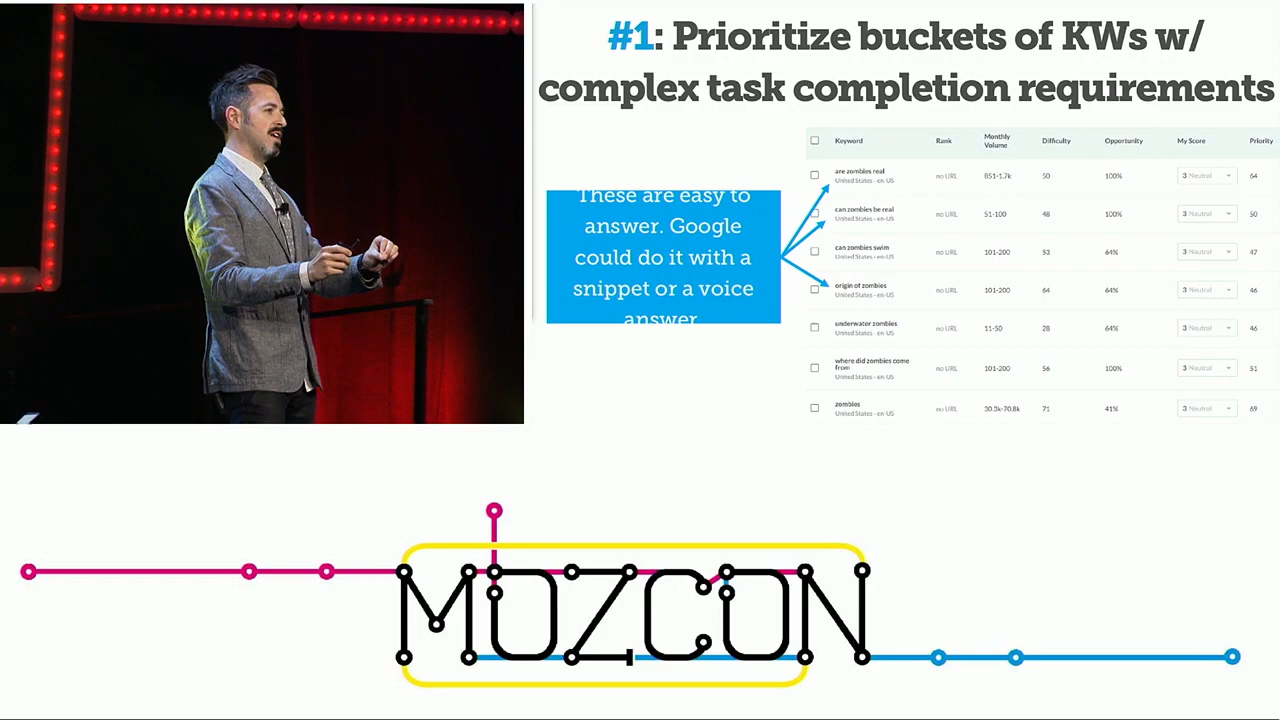 #1: Prioritize buckets of KWs w/
complex task completion requirements
These are easy to
answer. Google
could do it with a
snippet or a voice
answer
Keyword Rank Monthly Volume Difficulty Opportunity My Score Priority
are zombies real no URL 851-1.7k 50 100% 3 Neutral 64
United States - en-US
can zombies be real no URL 51-100 48 100% 3 Neutral 50
United States - en-US
can zombies swim no URL 101-200 53 64% 3 Neutral 47
United States - en-US
origin of zombies no URL 101-200 64 64% 3 Neutral 46
United States - en-US
underwater zombies no URL 11-50 28 64% 3 Neutral 46
United States - en-US
where did zombies come from no URL 101-200 56 100% 3 Neutral 51
United States - en-US
zombies no URL 30.3k-70.8k 71 41% 3 Neutral 69
United States - en-US
MOZCON